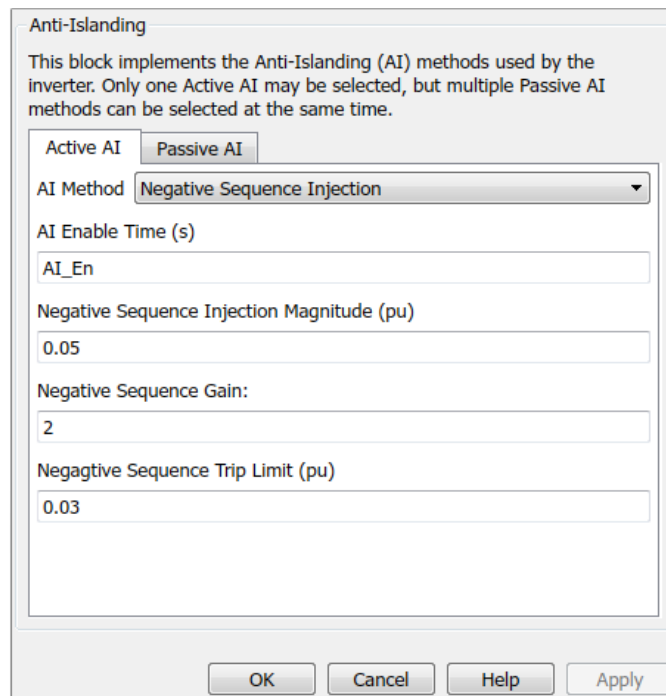 Anti-Islanding
This block implements the Anti-Islanding (AI) methods used by the
inverter. Only one Active AI may be selected, but multiple Passive AI
methods can be selected at the same time.
Active AI Passive AI
AI Method Negative Sequence Injection
AI Enable Time (s)
AI_En
Negative Sequence Injection Magnitude (pu)
0.05
Negative Sequence Gain:
2
Negagtive Sequence Trip Limit (pu)
0.03
OK Cancel Help Apply